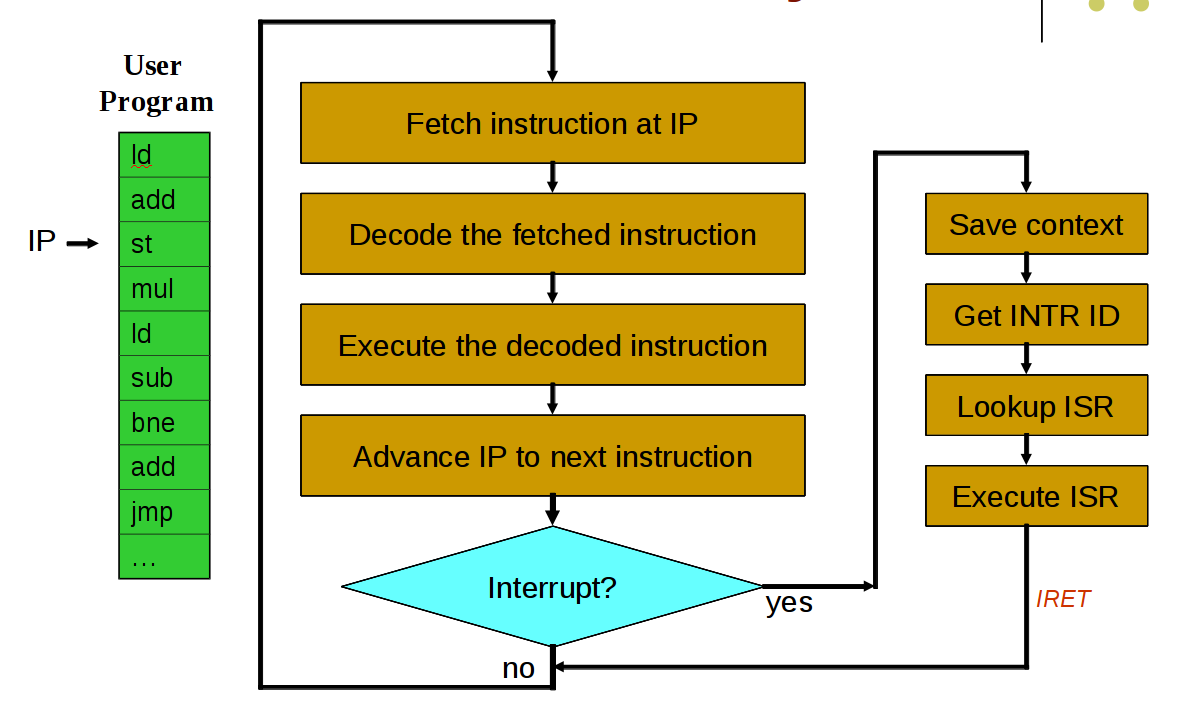 User
Program
ld
add
st
mul
ld
sub
bne
add
jmp
...
IP
Fetch instruction at IP
Decode the fetched instruction
Execute the decoded instruction
Advance IP to next instruction
Interrupt?
yes
no
Save context
Get INTR ID
Lookup ISR
Execute ISR
IRET